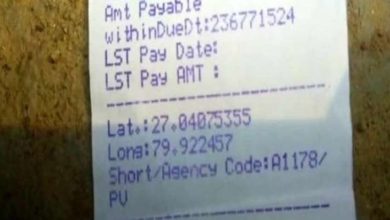 Amt Payable
withinDueDt:236771524
LST Pay Date:
LST Pay AMT :
--------------------
Lat.:27.04075355
Long:79.922457
Short/Agency Code:A1178/
PV
--------------------